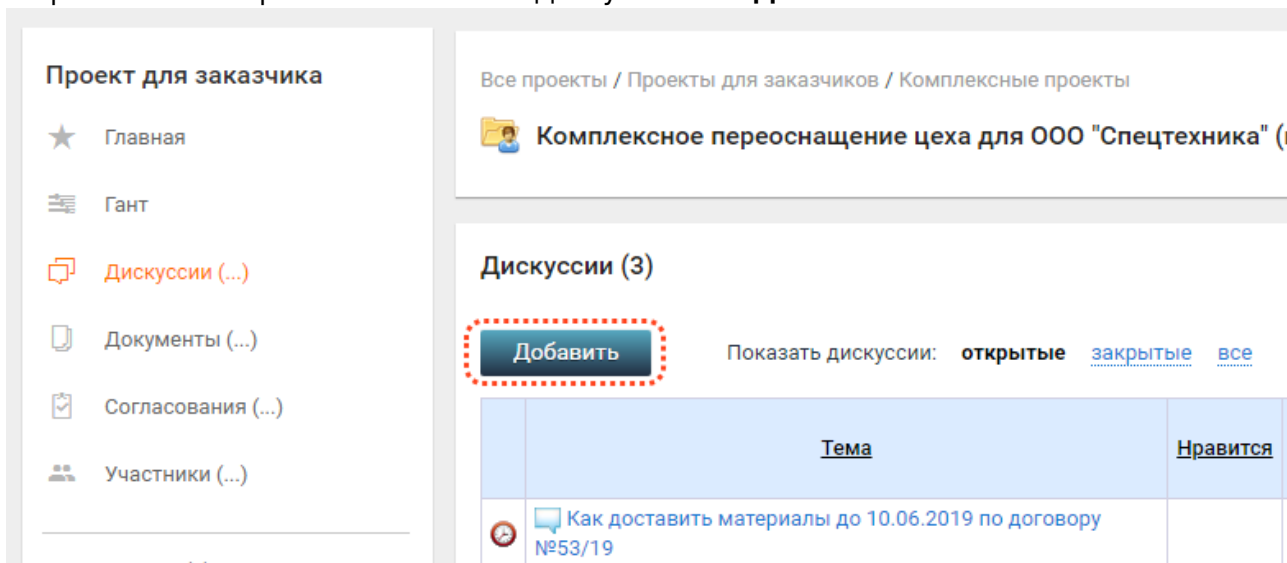 Проект для заказчика
Главная
Гант
Дискуссии (...)
Документы (...)
Согласования (...)
Участники (...)
Все проекты / Проекты для заказчиков / Комплексные проекты
Комплексное переоснащение цеха для ООО "Спецтехника" (
Дискуссии (3)
Добавить Показать дискуссии: открытые закрытые все
Тема Нравится
Как доставить материалы до 10.06.2019 по договору
№53/19